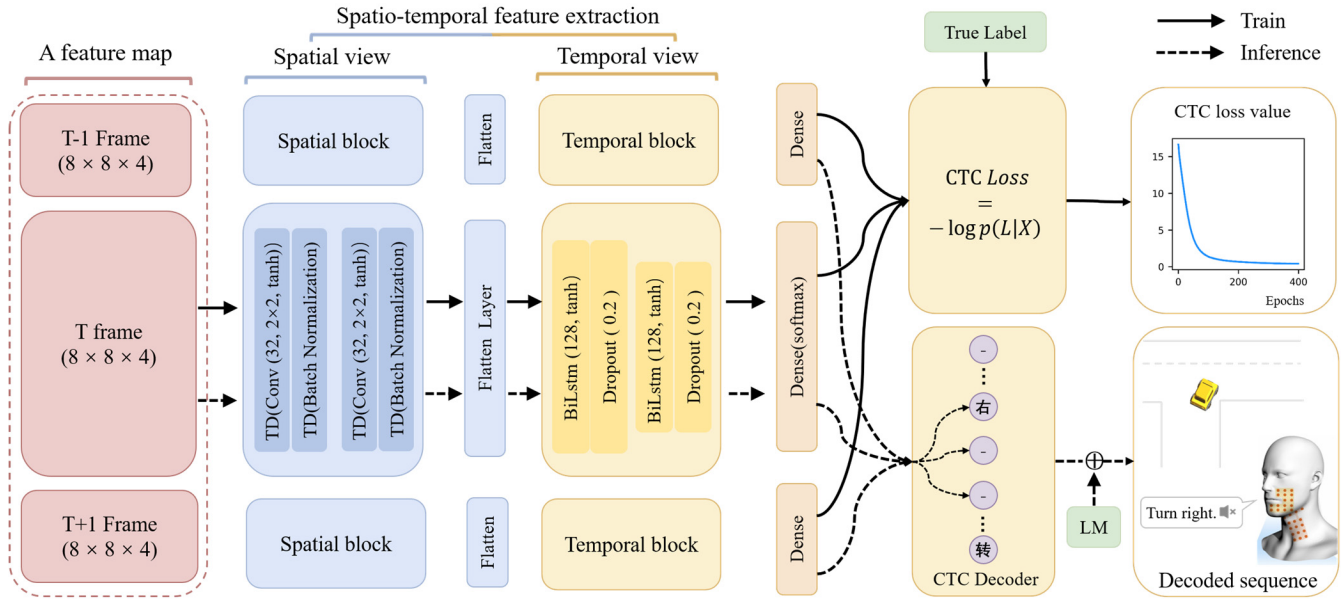 Spatio-temporal feature extraction
A feature map
Spatial view
Temporal view
True Label
Train
Inference
T-1 Frame
(8 × 8 × 4)
Spatial block
Flatten
Temporal block
Dense
T frame
(8 × 8 × 4)
TD(Conv (32, 2×2, tanh))
TD(Batch Normalization)
TD(Conv (32, 2×2, tanh))
TD(Batch Normalization)
Flatten Layer
BiLstm (128, tanh)
Dropout ( 0.2 )
BiLstm (128, tanh)
Dropout ( 0.2 )
Dense(softmax)
T+1 Frame
(8 × 8 × 4)
Spatial block
Flatten
Temporal block
Dense
CTC Loss
=
− log p(L|X)
CTC loss value
15
10
5
0
0 200 400
Epochs
-
右
-
-
转
CTC Decoder
LM
Turn right.
Decoded sequence